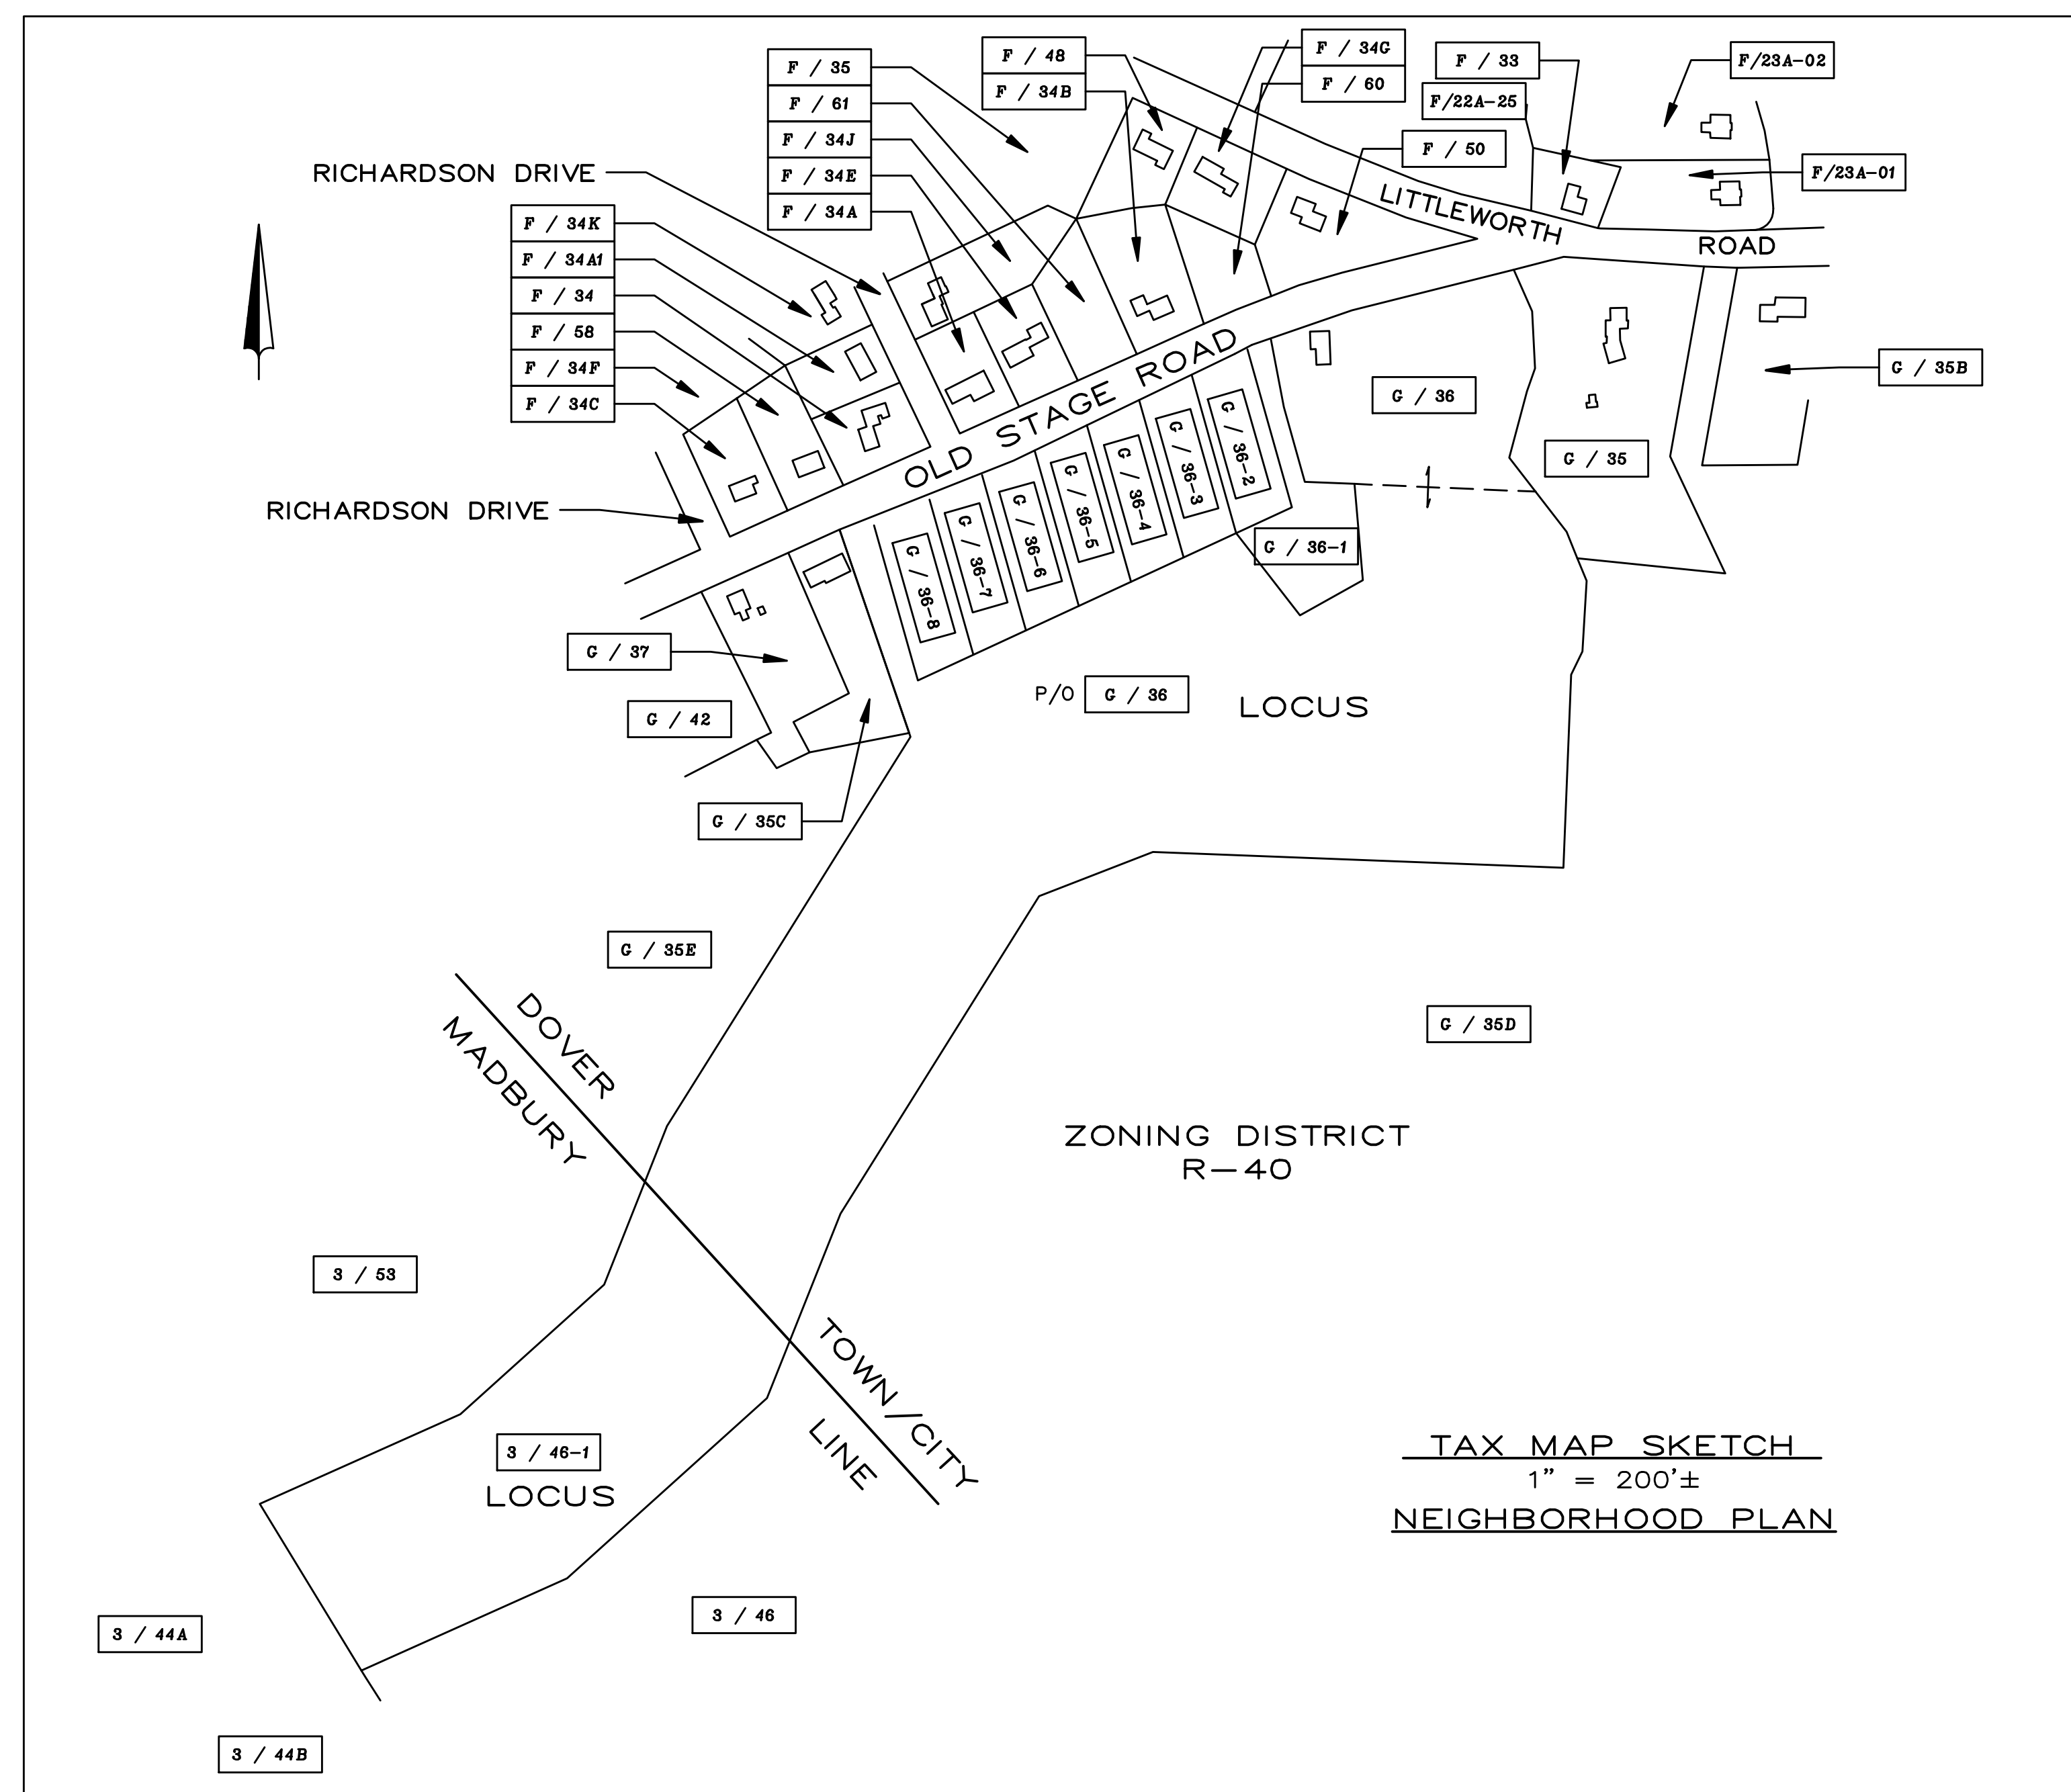 F / 35
F / 61
F / 34J
F / 34E
F / 34A
F / 48
F / 34B
F / 34G
F / 60
F / 33
F/22A-25
F/23A-02
F / 50
F/23A-01
RICHARDSON DRIVE
F / 34K
F / 34A1
F / 34
F / 58
F / 34F
F / 34C
LITTLEWORTH
ROAD
OLD STAGE ROAD
G / 35B
G / 36
G / 35
RICHARDSON DRIVE
G / 36-8
G / 36-7
G / 36-6
G / 36-5
G / 36-4
G / 36-3
G / 36-2
G / 36-1
G / 37
G / 42
P/O G / 36
LOCUS
G / 35C
G / 35E
DOVER
MADBURY
G / 35D
ZONING DISTRICT
R-40
3 / 53
TOWN/CITY
LINE
3 / 46-1
LOCUS
TAX MAP SKETCH
1" = 200'±
NEIGHBORHOOD PLAN
3 / 46
3 / 44A
3 / 44B